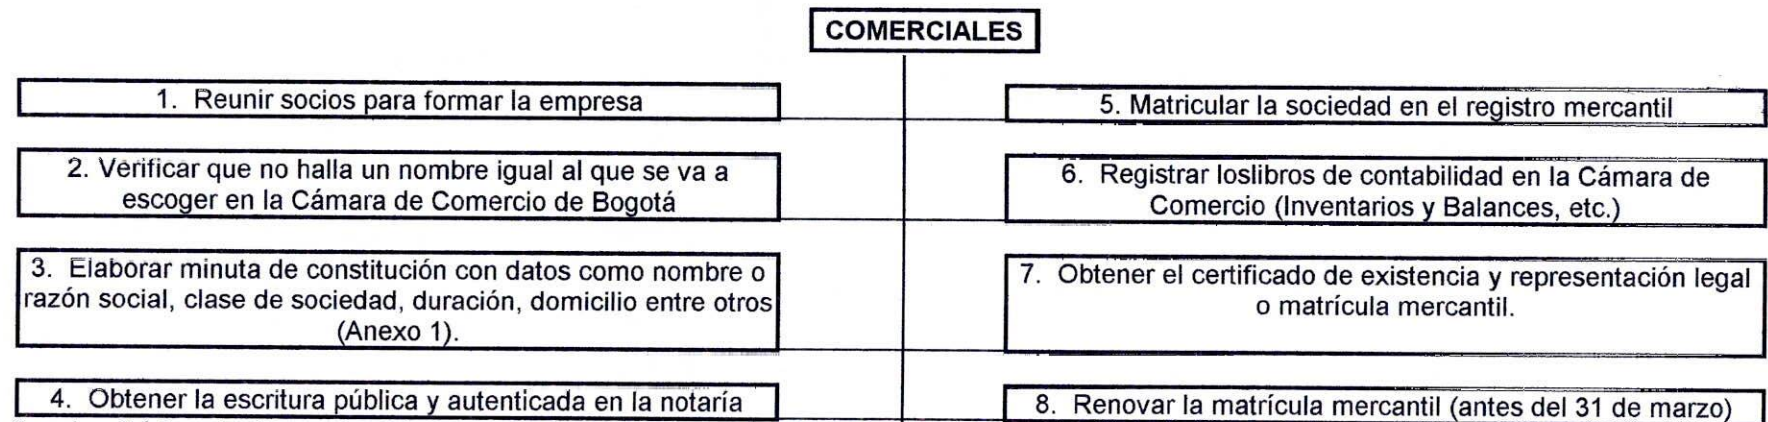 COMERCIALES
1. Reunir socios para formar la empresa
2. Verificar que no halla un nombre igual al que se va a
escoger en la Cámara de Comercio de Bogotá
3. Elaborar minuta de constitución con datos como nombre o
razón social, clase de sociedad, duración, domicilio entre otros
(Anexo 1).
4. Obtener la escritura pública y autenticada en la notaría
5. Matricular la sociedad en el registro mercantil
6. Registrar loslibros de contabilidad en la Cámara de
Comercio (Inventarios y Balances, etc.)
7. Obtener el certificado de existencia y representación legal
o matrícula mercantil.
8. Renovar la matrícula mercantil (antes del 31 de marzo)